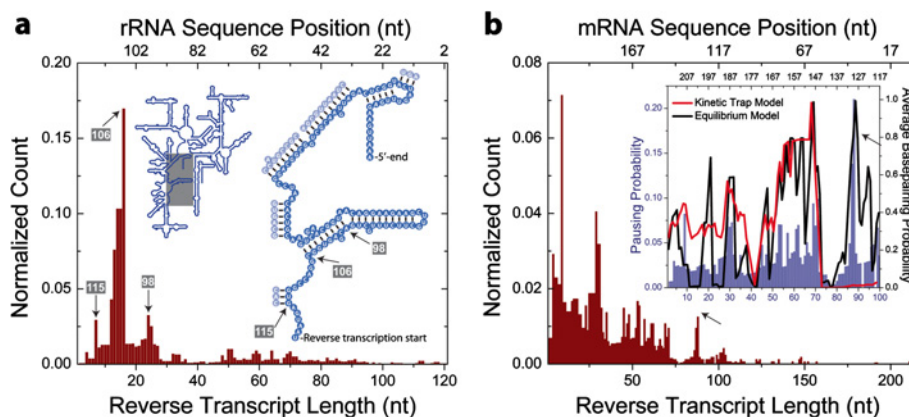 a
rRNA Sequence Position (nt)
102 82 62 42 22 2
0.20
0.15
0.10
0.05
0.00
Normalized Count
106
115
98
5'-end
98
106
115
Reverse transcription start
0 20 40 60 80 100 120
Reverse Transcript Length (nt)
b
mRNA Sequence Position (nt)
167 117 67 17
0.08
0.06
0.04
0.02
0.00
Normalized Count
207 197 187 177 167 157 147 137 127 117
Kinetic Trap Model
Equilibrium Model
0.20
0.15
0.10
0.05
0.00
Pausing Probability
1.0
0.8
0.6
0.4
0.2
0.0
Average Basepairing Probability
10 20 30 40 50 60 70 80 90 100
50 100 150 200
Reverse Transcript Length (nt)